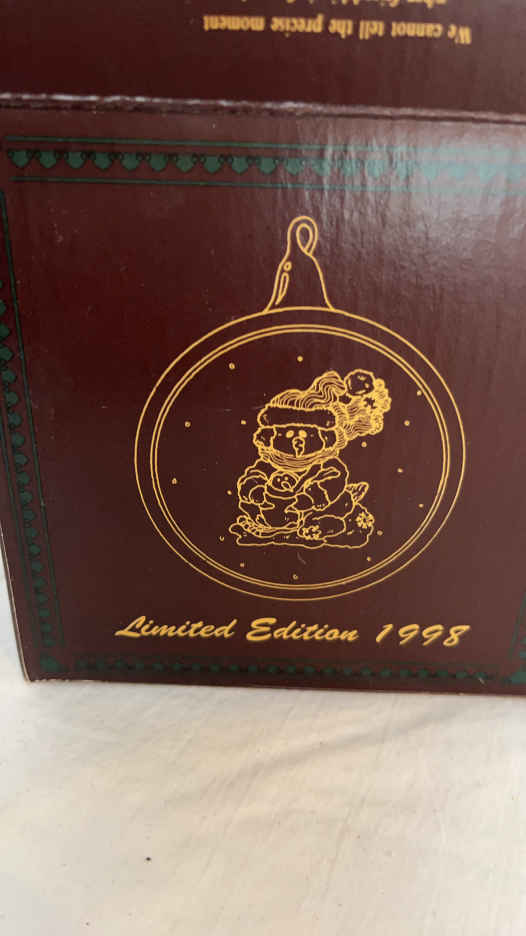 We cannot tell the precise moment
Limited Edition 1998